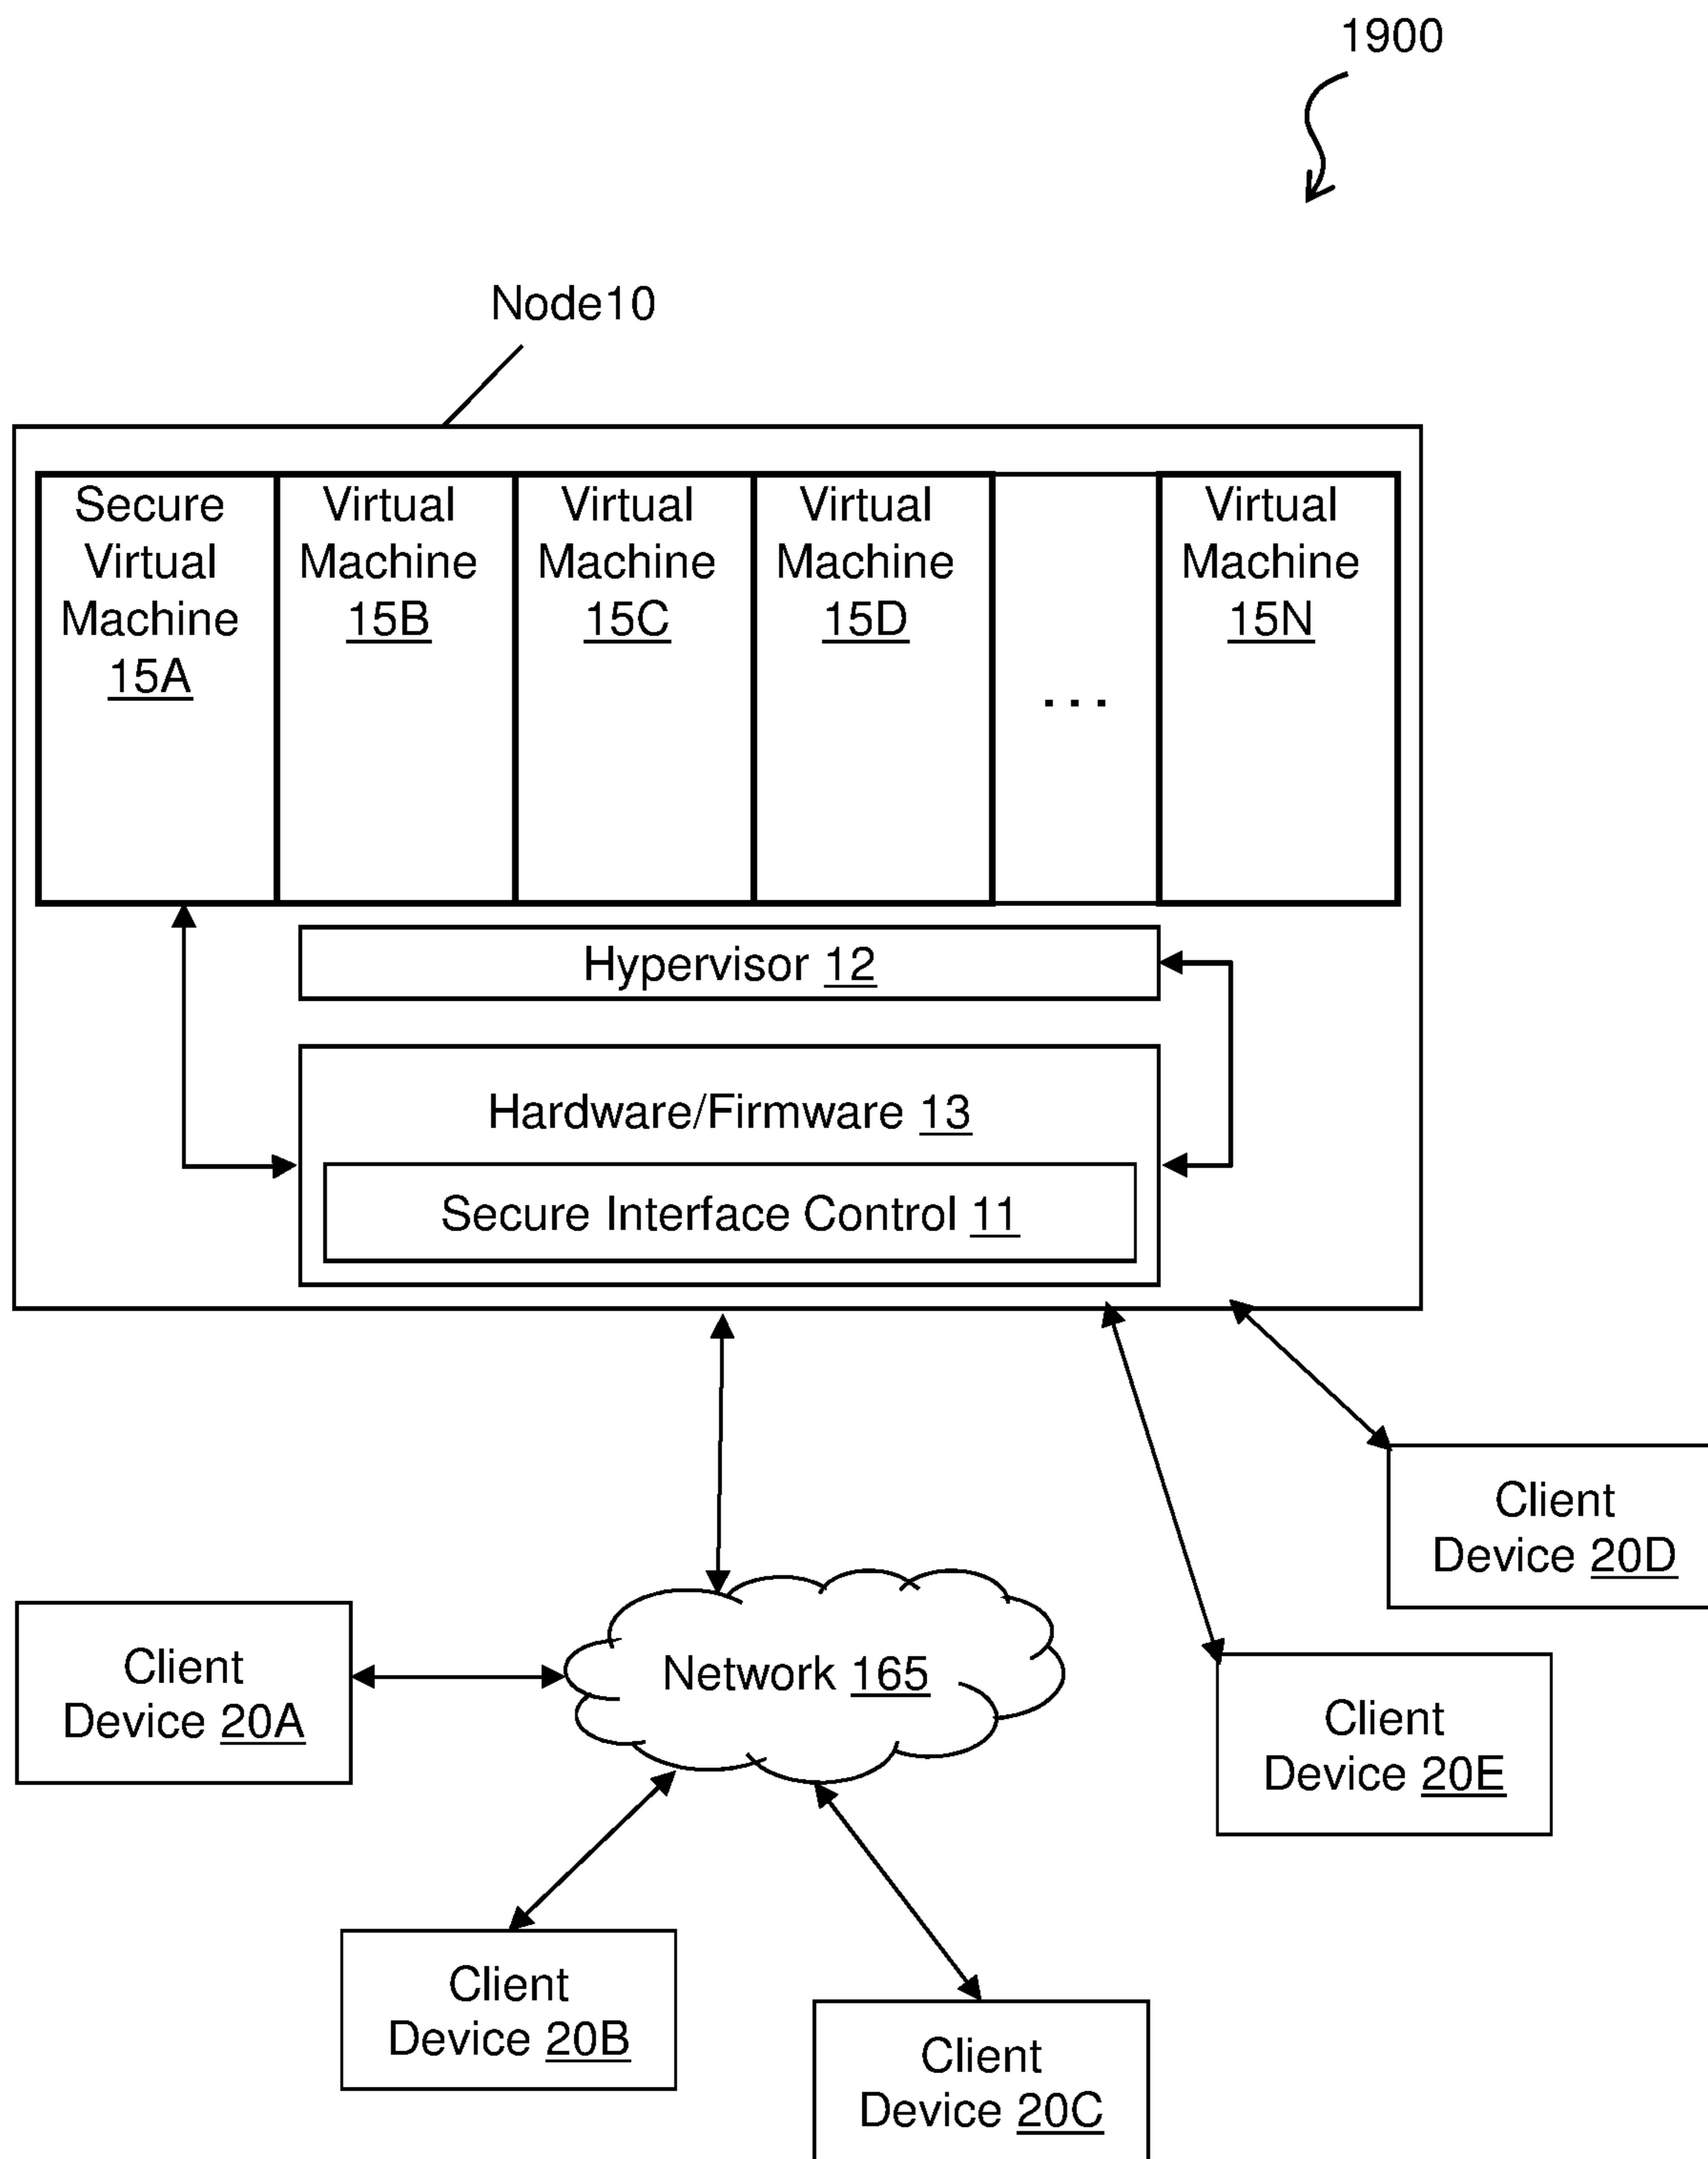 1900
Node10
Secure
Virtual
Machine
15A
Virtual
Machine
15B
Virtual
Machine
15C
Virtual
Machine
15D
...
Virtual
Machine
15N
Hypervisor 12
Hardware/Firmware 13
Secure Interface Control 11
Client
Device 20D
Network 165
Client
Device 20A
Client
Device 20E
Client
Device 20B
Client
Device 20C